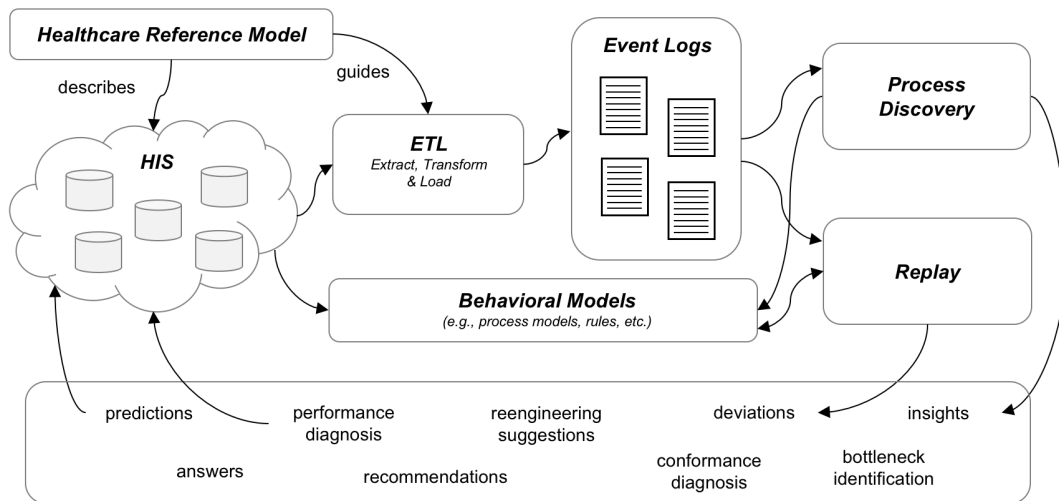 Healthcare Reference Model
describes
guides
HIS
ETL
Extract, Transform
& Load
Event Logs
Process
Discovery
Replay
Behavioral Models
(e.g., process models, rules, etc.)
predictions
performance
diagnosis
reengineering
suggestions
deviations
insights
answers
recommendations
conformance
diagnosis
bottleneck
identification